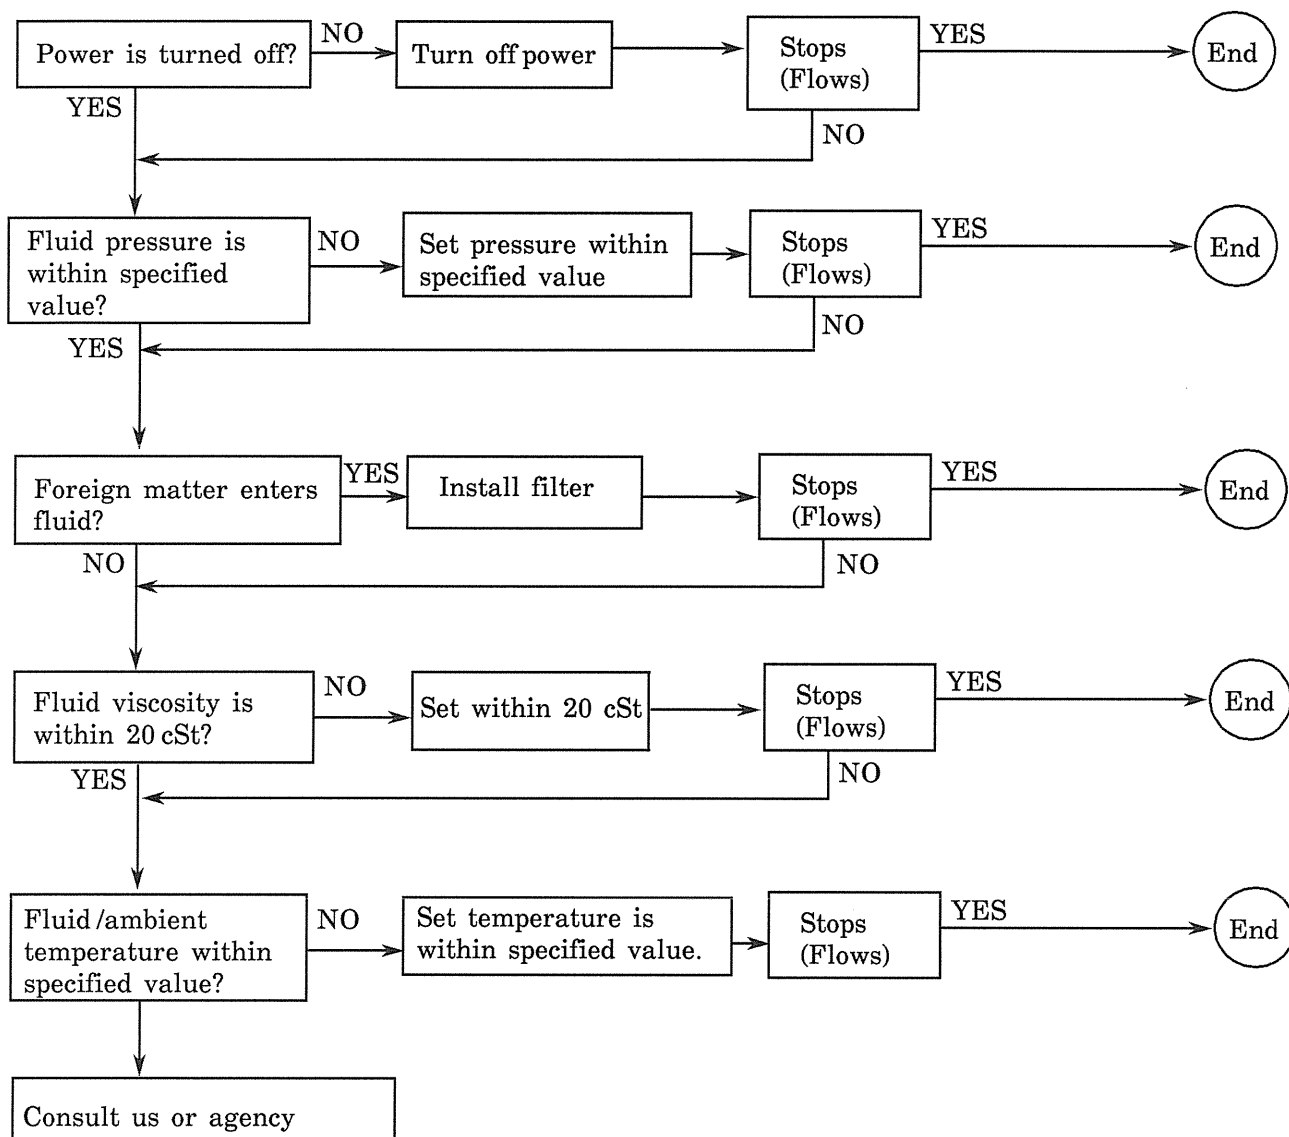 Power is turned off?
NO
Turn off power
Stops
(Flows)
YES
End
YES
NO
Fluid pressure is
within specified
value?
NO
Set pressure within
specified value
Stops
(Flows)
YES
End
YES
NO
Foreign matter enters
fluid?
YES
Install filter
Stops
(Flows)
YES
End
NO
NO
Fluid viscosity is
within 20 cSt?
NO
Set within 20 cSt
Stops
(Flows)
YES
End
YES
NO
Fluid/ambient
temperature within
specified value?
NO
Set temperature is
within specified value.
Stops
(Flows)
YES
End
Consult us or agency